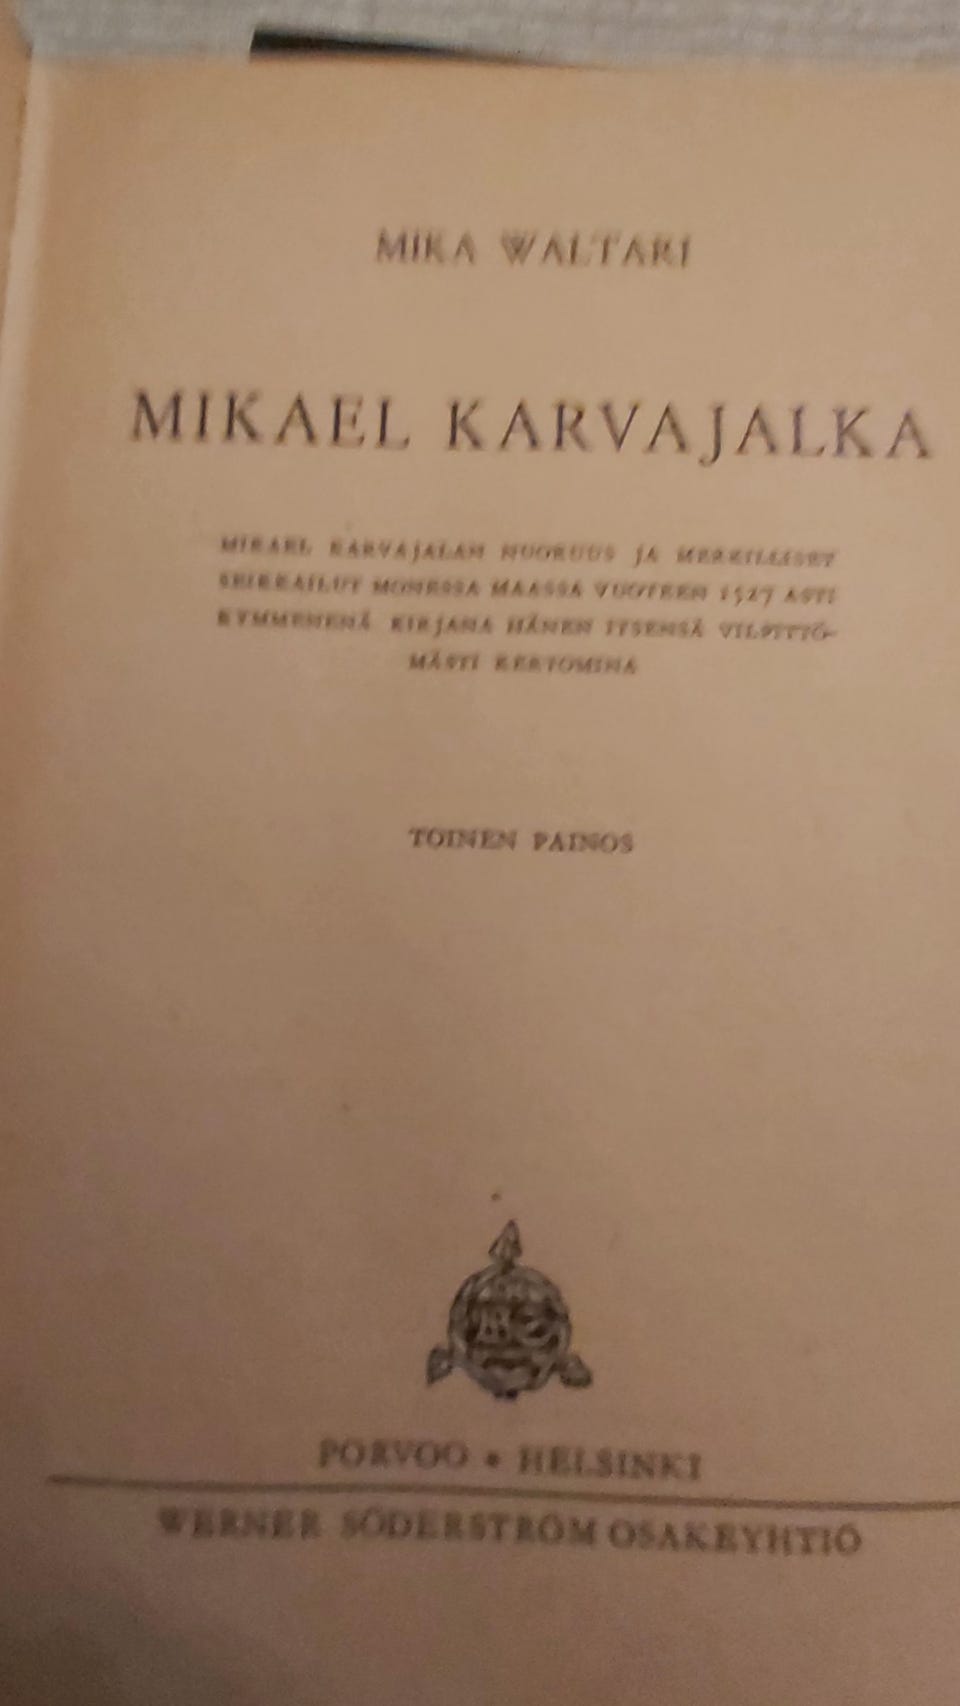 MIKA WALTARI
MIKAEL KARVAJALKA
MIKAEL KARVAJALAN NUORUUS JA MERKILLISET
SEIKKAILUT MONESSA MAASSA VUOTEEN 1527 ASTI
KYMMENENÄ KIRJANA HÄNEN ITSENSÄ VILPITTÖ-
MÄSTI KERTOMINA
TOINEN PAINOS
PORVOO • HELSINKI
WERNER SÖDERSTRÖM OSAKEYHTIÖ